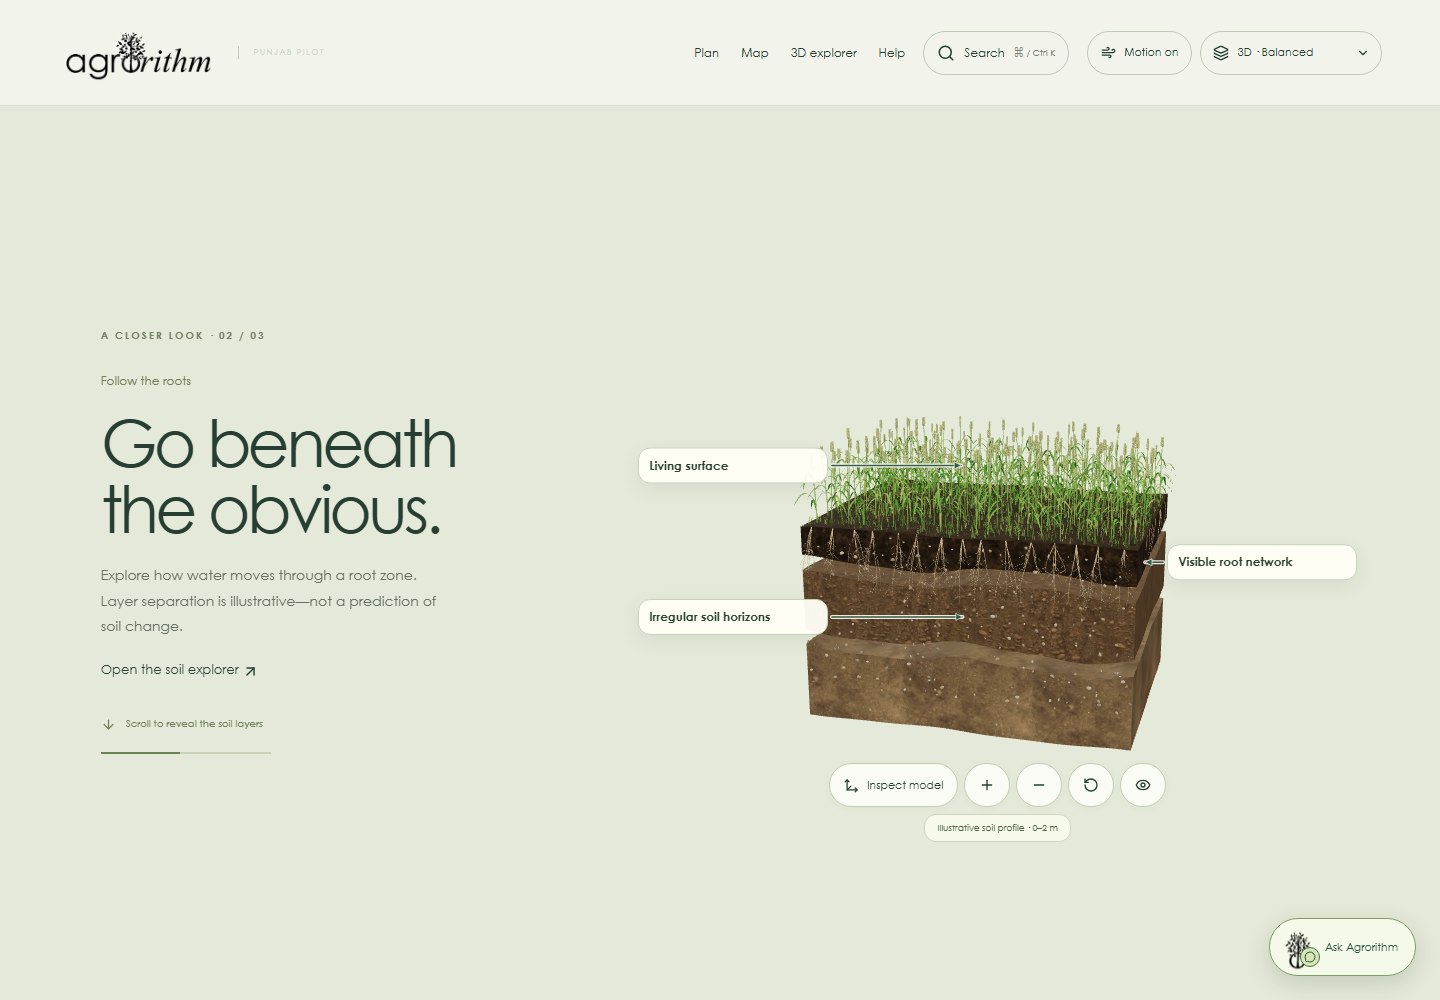 agrorithm
PUNJAB PILOT
Plan
Map
3D explorer
Help
Search ⌘ / Ctrl K
Motion on
3D · Balanced
A CLOSER LOOK · 02 / 03
Follow the roots
Go beneath
the obvious.
Explore how water moves through a root zone.
Layer separation is illustrative—not a prediction of
soil change.
Open the soil explorer
Scroll to reveal the soil layers
Living surface
Visible root network
Irregular soil horizons
Inspect model
Illustrative soil profile · 0–2 m
Ask Agrorithm